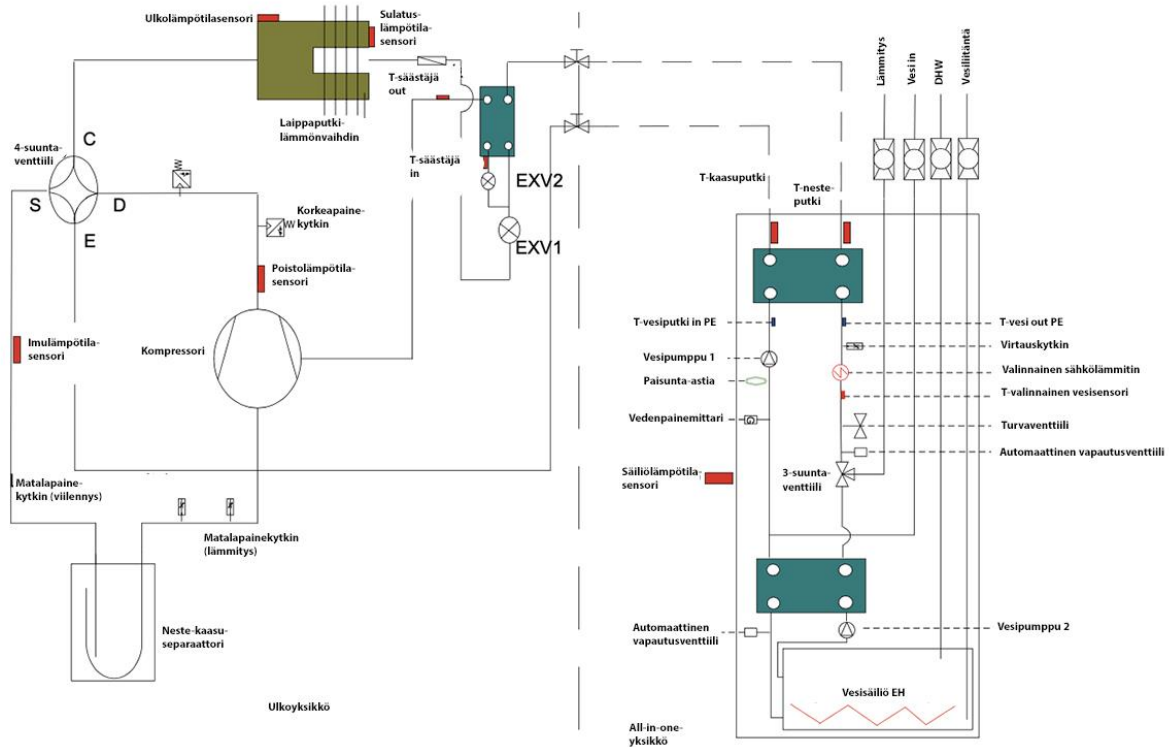 Ulkolämpötilasensori
Sulatus-
lämpötila-
sensori
T-säästäjä
out
Laippaputki-
lämmönvaihdin
T-säästäjä
in
EXV2
EXV1
4-suunta-
venttiili
C
S
D
E
Korkeapaine-
kytkin
Poistolämpötila-
sensori
Imulämpötila-
sensori
Kompressori
Matalapaine-
kytkin (viilennys)
Matalapainekytkin
(lämmitys)
Neste-kaasu-
separaattori
Ulkoyksikkö
Lämmitys
Vesi in
DHW
Vesiliitäntä
T-kaasuputki
T-neste-
putki
T-vesiputki in PE
T-vesi out PE
Virtauskytkin
Vesipumppu 1
Valinnainen sähkölämmitin
Paisunta-astia
T-valinnainen vesisensori
Vedenpainemittari
Turvaventtiili
Automaattinen vapautusventtiili
Säiliölämpötila-
sensori
3-suunta-
venttiili
Automaattinen
vapautusventtiili
Vesipumppu 2
Vesisäiliö EH
All-in-one-
yksikkö